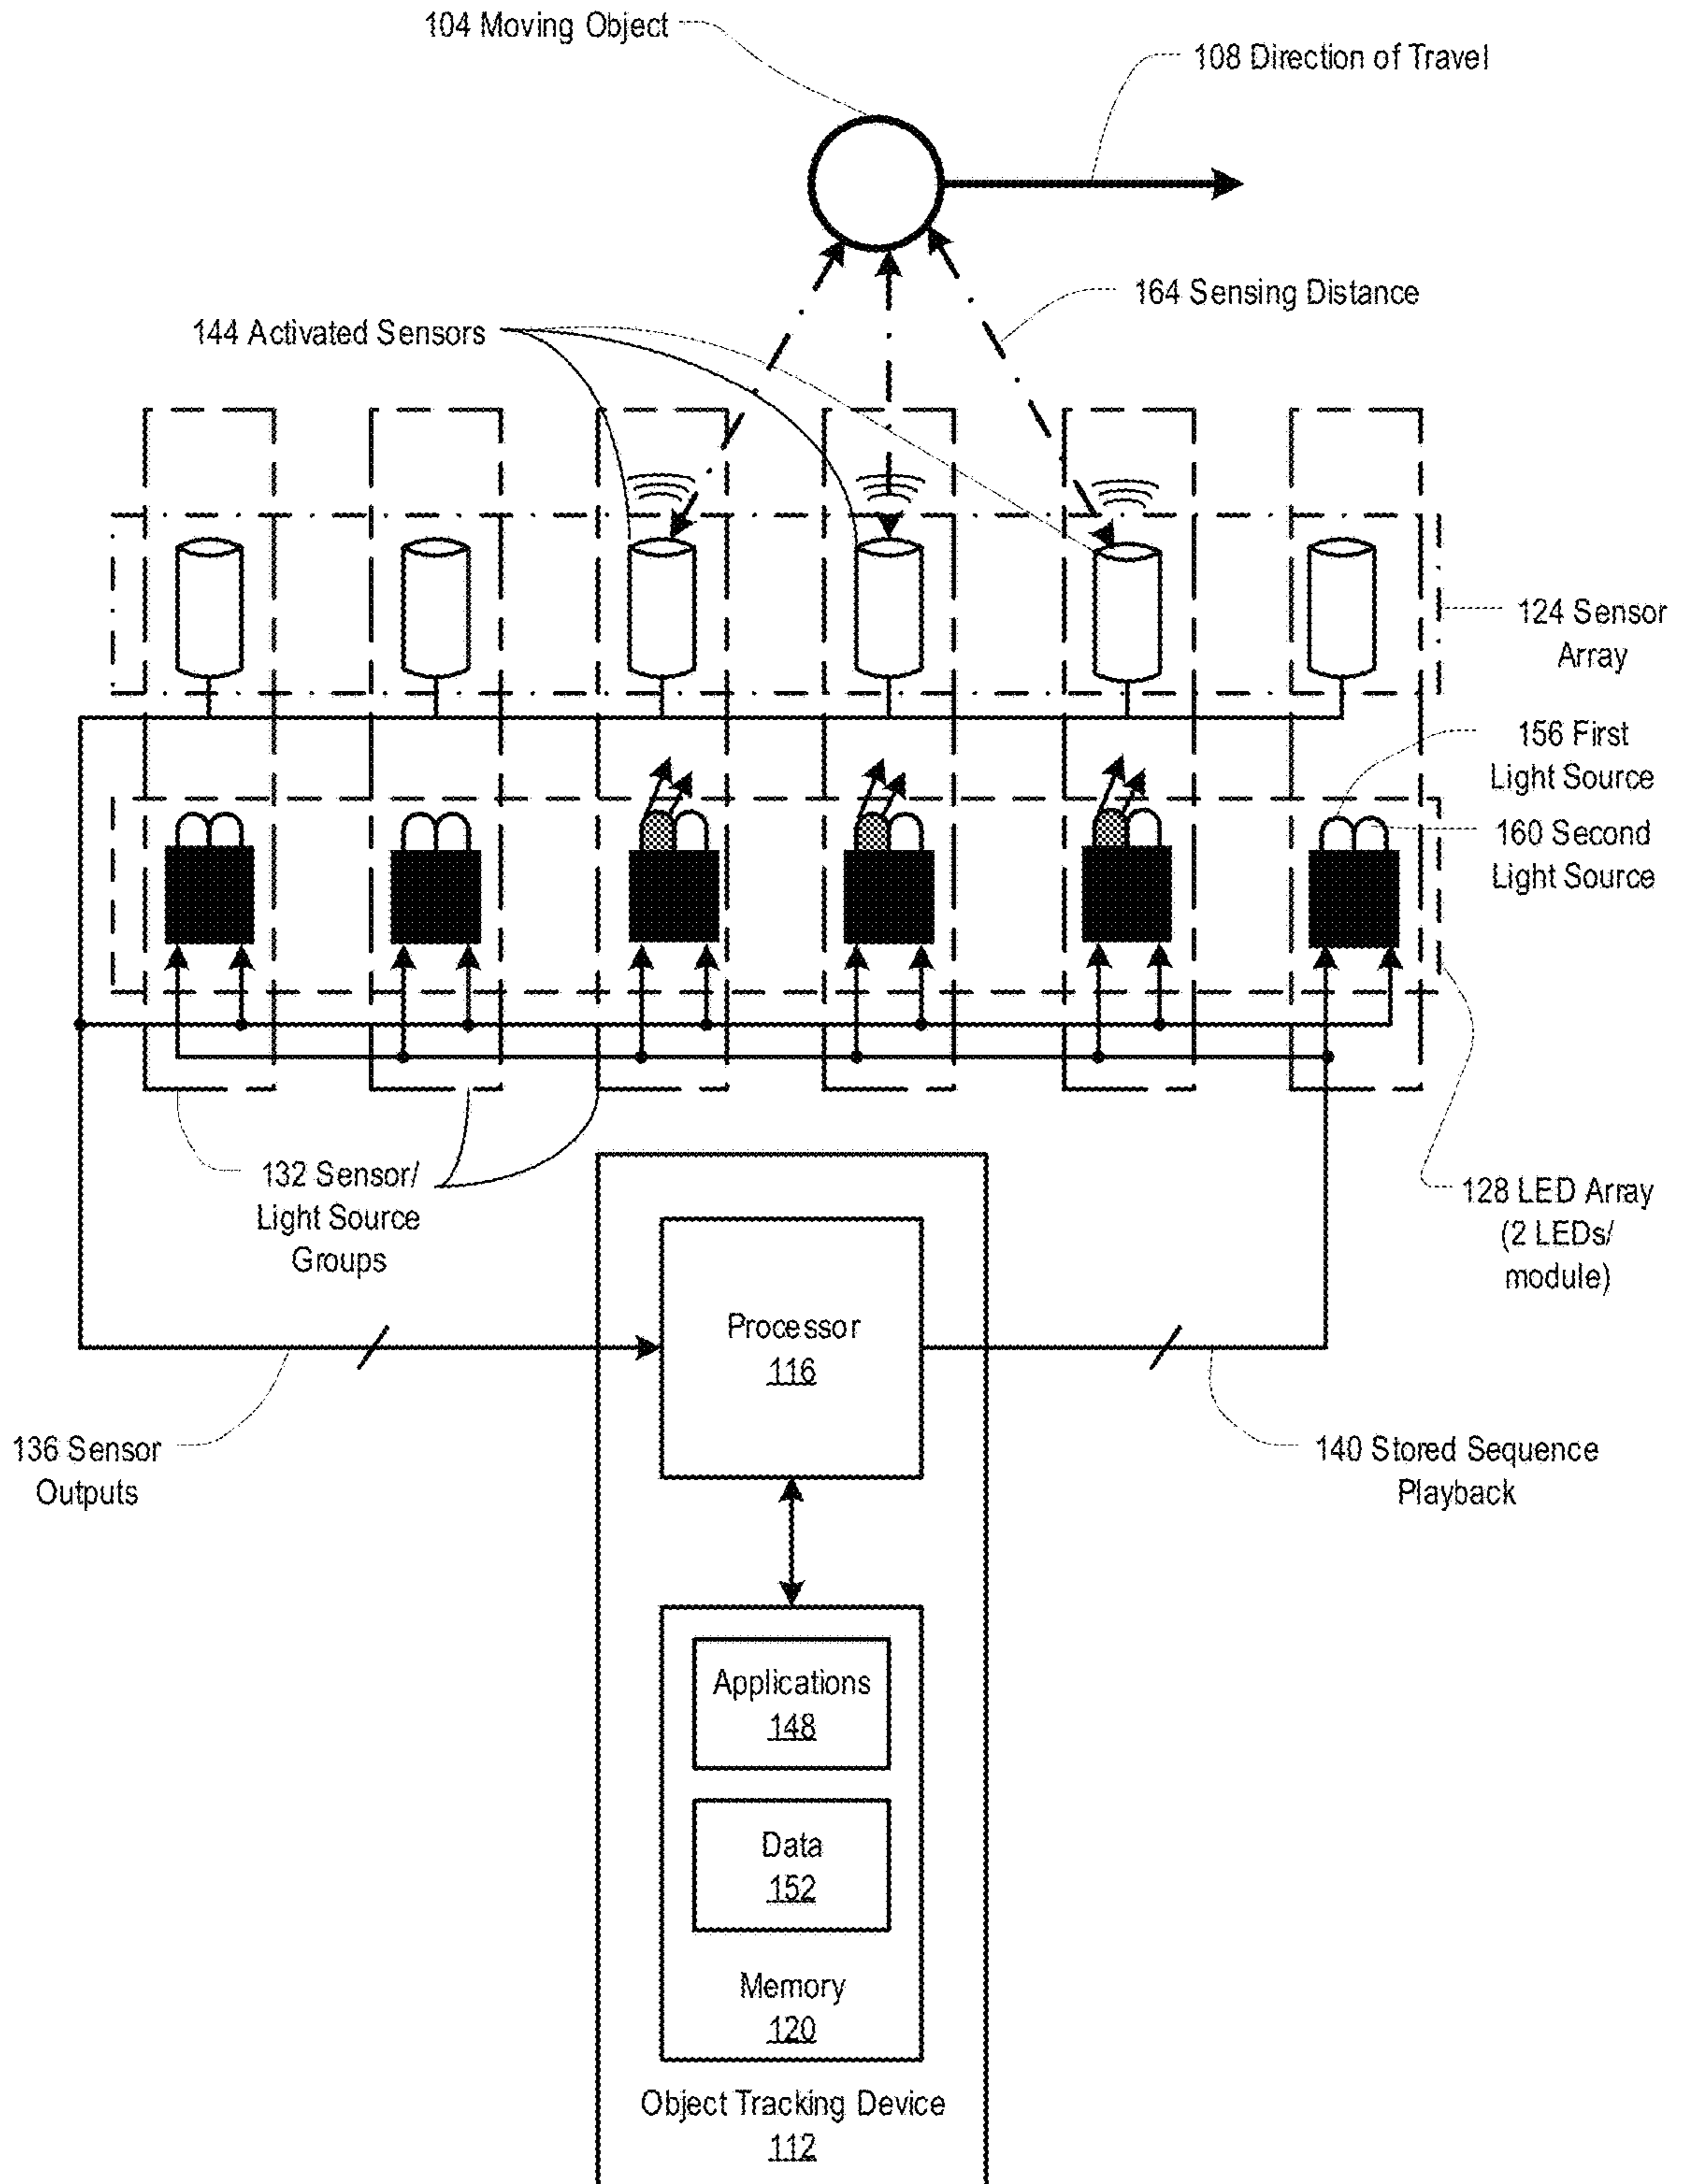 104 Moving Object
108 Direction of Travel
164 Sensing Distance
144 Activated Sensors
124 Sensor
Array
156 First
Light Source
160 Second
Light Source
132 Sensor/
Light Source
Groups
128 LED Array
(2 LEDs/
module)
Processor
116
136 Sensor
Outputs
140 Stored Sequence
Playback
Applications
148
Data
152
Memory
120
Object Tracking Device
112